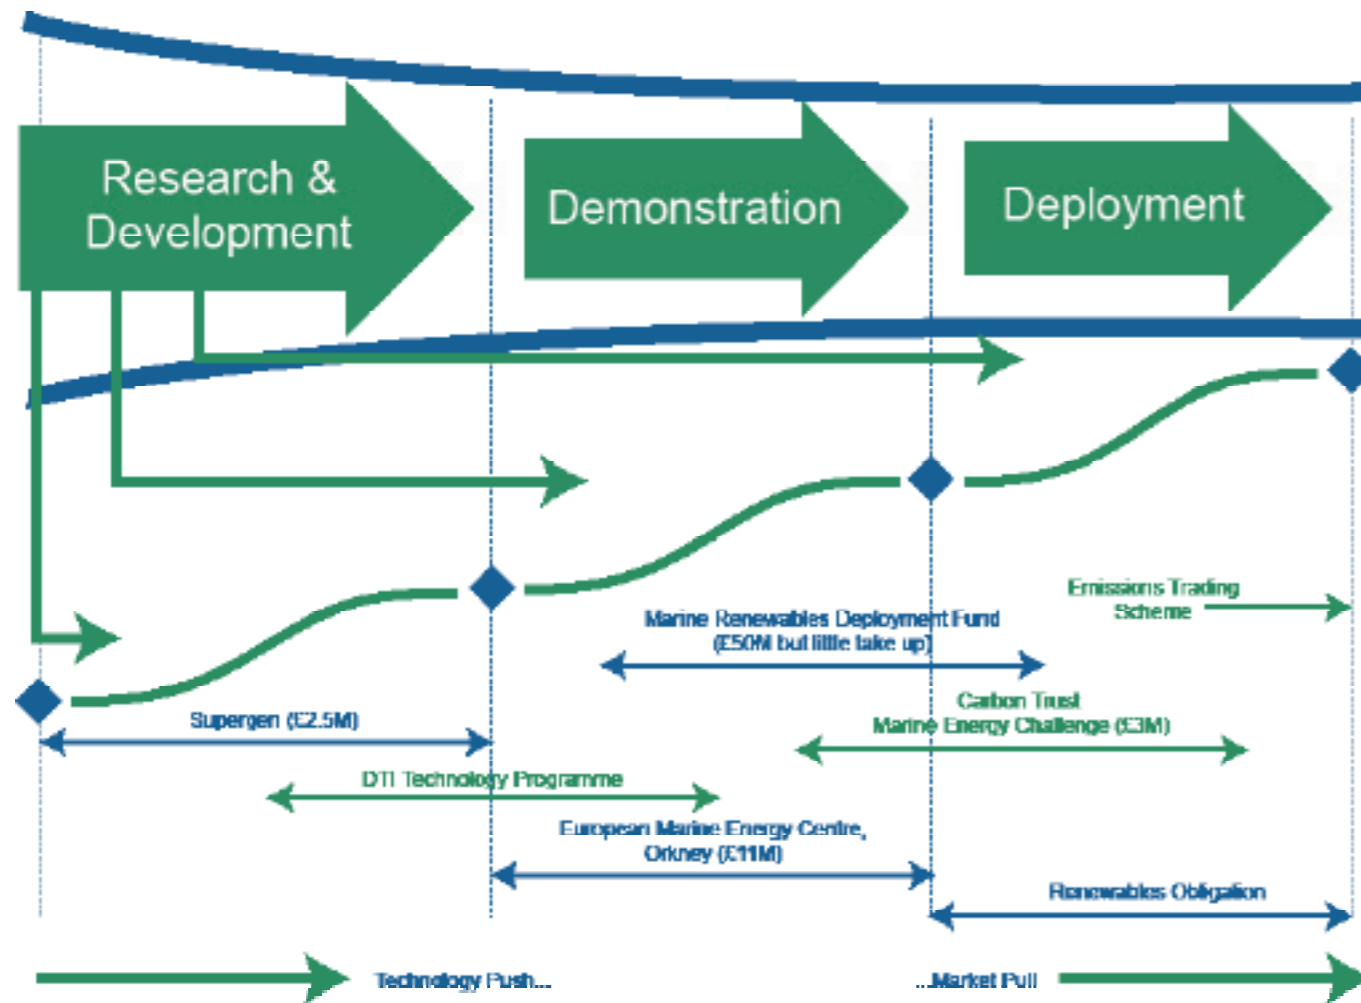 Research &
Development
Demonstration
Deployment
Emissions Trading
Scheme
Marine Renewables Deployment Fund
(£50M but little take up)
Carbon Trust
Marine Energy Challenge (£3M)
Supergen (£2.5M)
DTI Technology Programme
European Marine Energy Centre,
Orkney (£11M)
Renewables Obligation
Technology Push...
...Market Pull